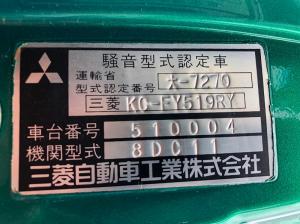 騒音型式認定車
運輸省
型式認定番号 大-7270
三菱 KC-FY519RY
車台番号 510004
機関型式 8DC11
三菱自動車工業株式会社